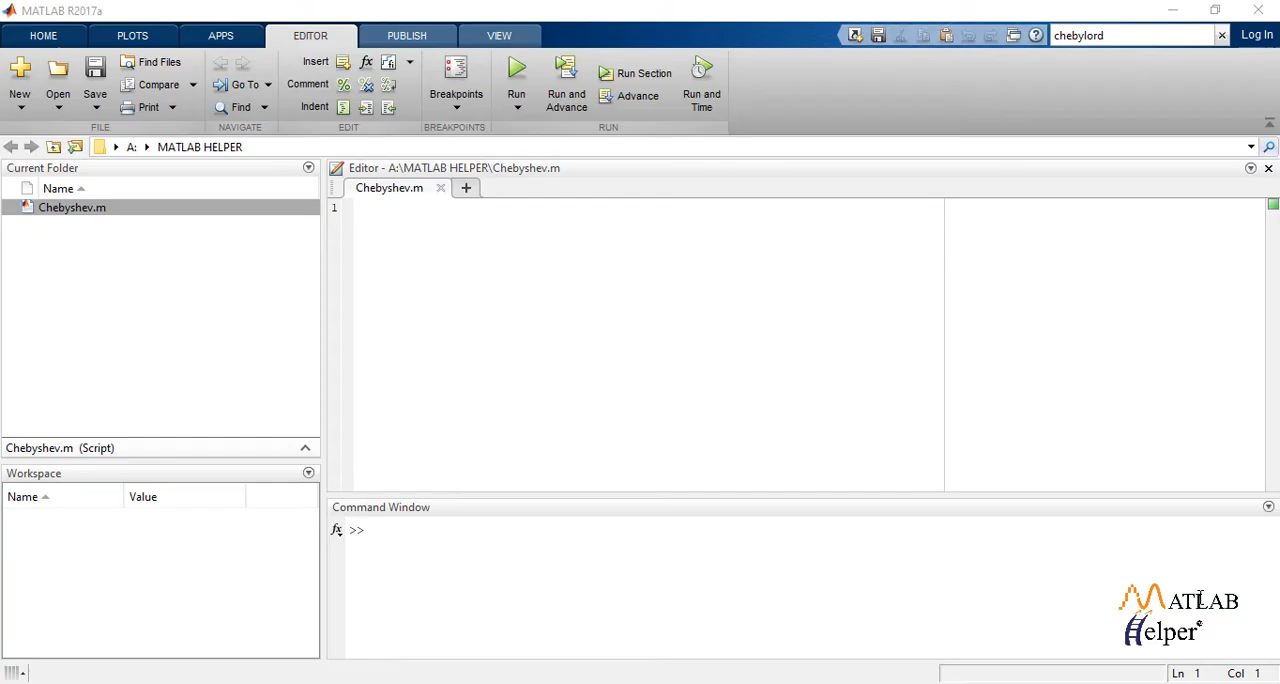 MATLAB R2017a
HOME PLOTS APPS EDITOR PUBLISH VIEW chebylord Log In
Insert fx
Find Files
Compare Go To Comment Run Section
New Open Save Print Find Indent Breakpoints Run Run and Advance Advance Run and Time
FILE NAVIGATE EDIT BREAKPOINTS RUN
A: MATLAB HELPER
Current Folder
Name
Chebyshev.m
Chebyshev.m (Script)
Workspace
Name Value
Editor - A:\MATLAB HELPER\Chebyshev.m
Chebyshev.m
1
Command Window
fx >>
MATLAB
Helper
Ln 1 Col 1